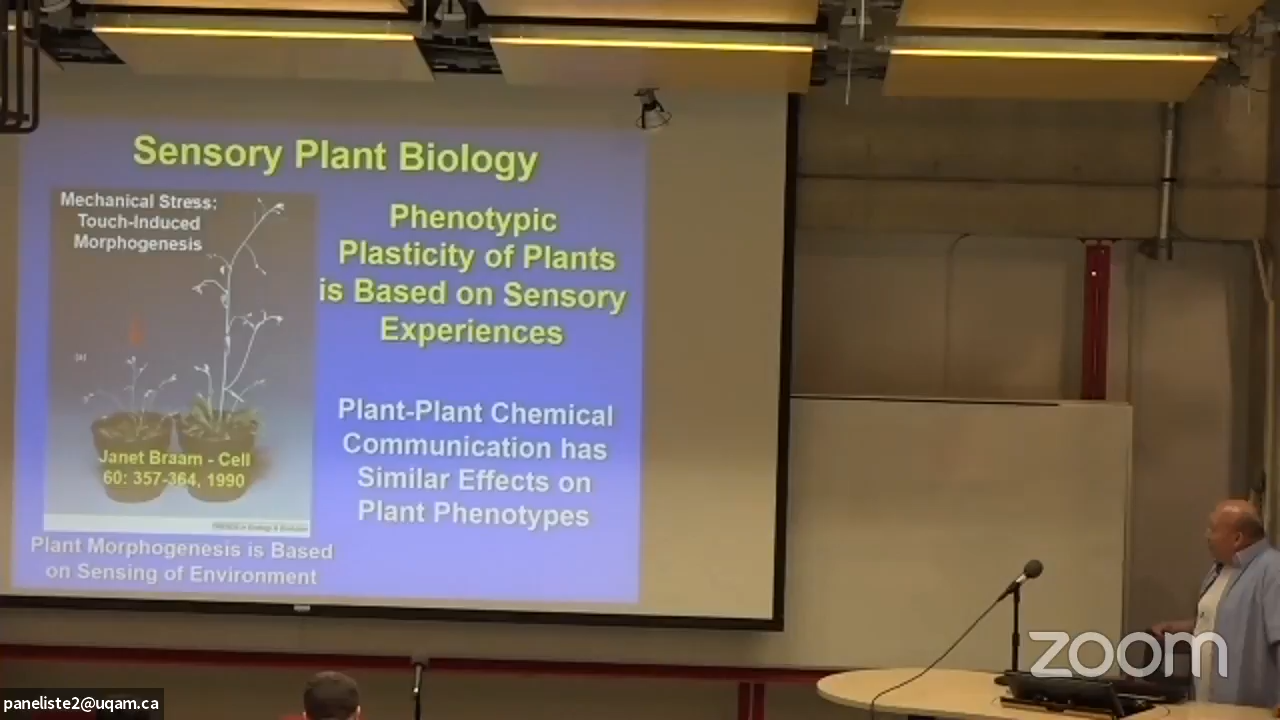 Sensory Plant Biology
Mechanical Stress:
Touch-Induced
Morphogenesis
Janet Braam - Cell
60: 357-364, 1990
Plant Morphogenesis is Based
on Sensing of Environment
Phenotypic
Plasticity of Plants
is Based on Sensory
Experiences
Plant-Plant Chemical
Communication has
Similar Effects on
Plant Phenotypes
zoom
paneliste2@uqam.ca